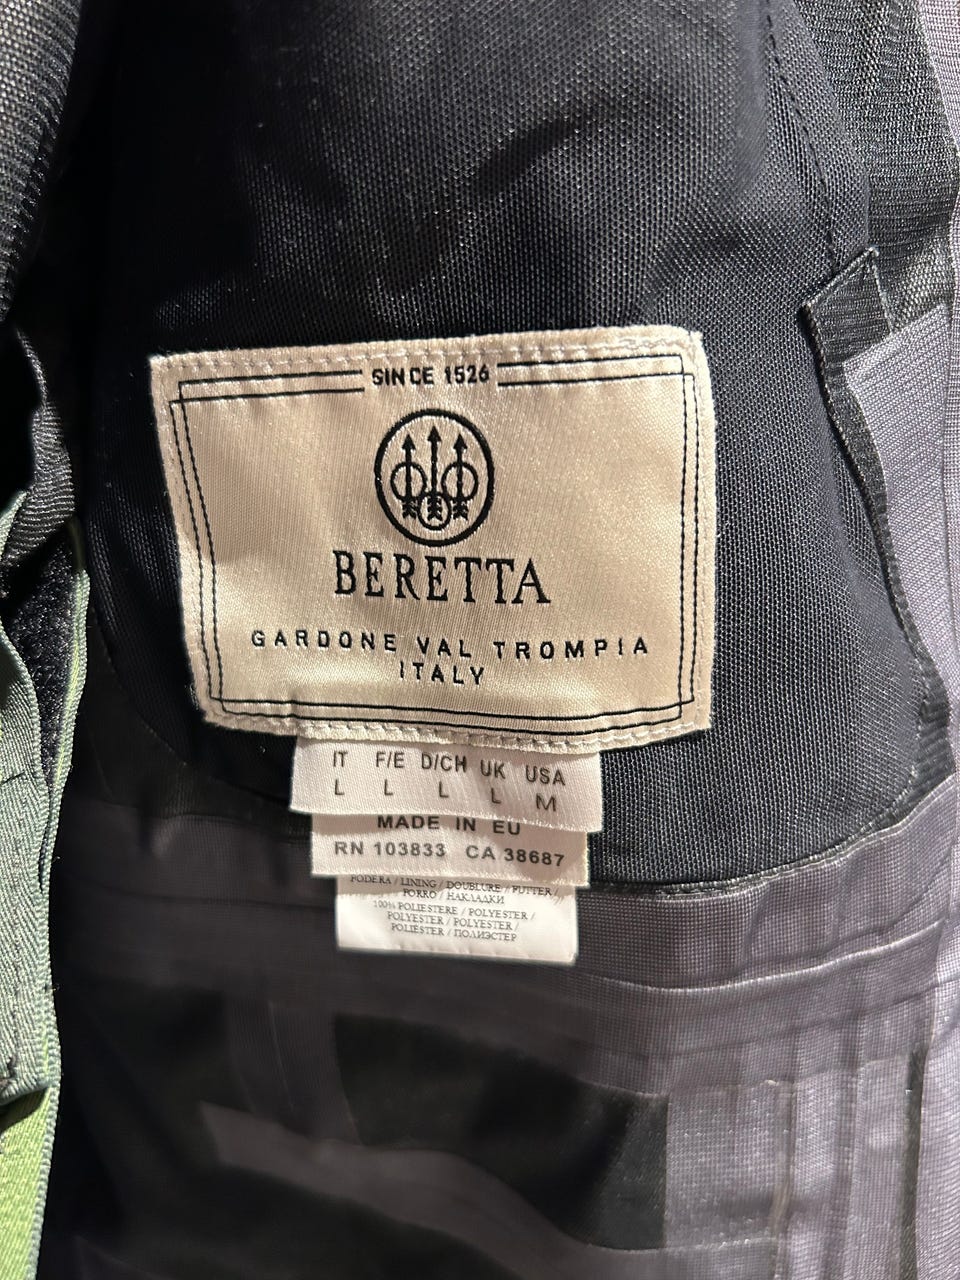 SINCE 1526
BERETTA
GARDONE VAL TROMPIA
ITALY
IT F/E D/CH UK USA
L L L L M
MADE IN EU
RN 103833 CA 38687
FODERA / LINING / DOUBLURE / FUTTER /
FORRO / НАКЛАДКИ
100% POLIESTERE / POLYESTER /
POLYESTER / POLYESTER /
POLIÉSTER / ПОЛИЭСТЕР